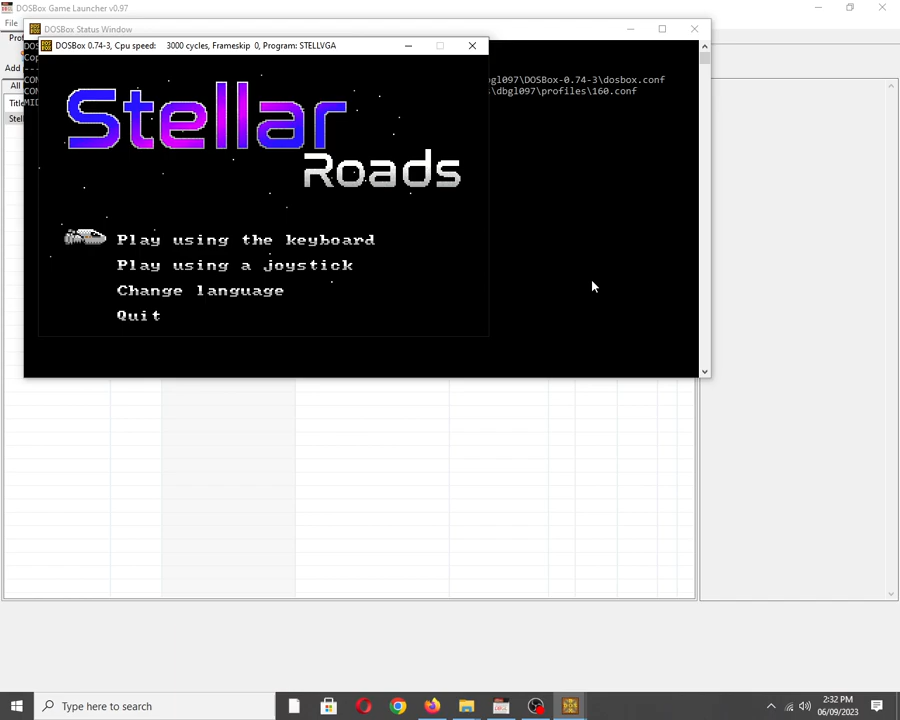 DOSBox Game Launcher v0.97
File
DOSBox Status Window
DOSBox 0.74-3, Cpu speed: 3000 cycles, Frameskip 0, Program: STELLVGA
Add
All
Title
bgl097\DOSBox-0.74-3\dosbox.conf
\dbgl097\profiles\160.conf
Stellar
Roads
Play using the keyboard
Play using a joystick
Change language
Quit
Type here to search
2:32 PM
06/09/2023